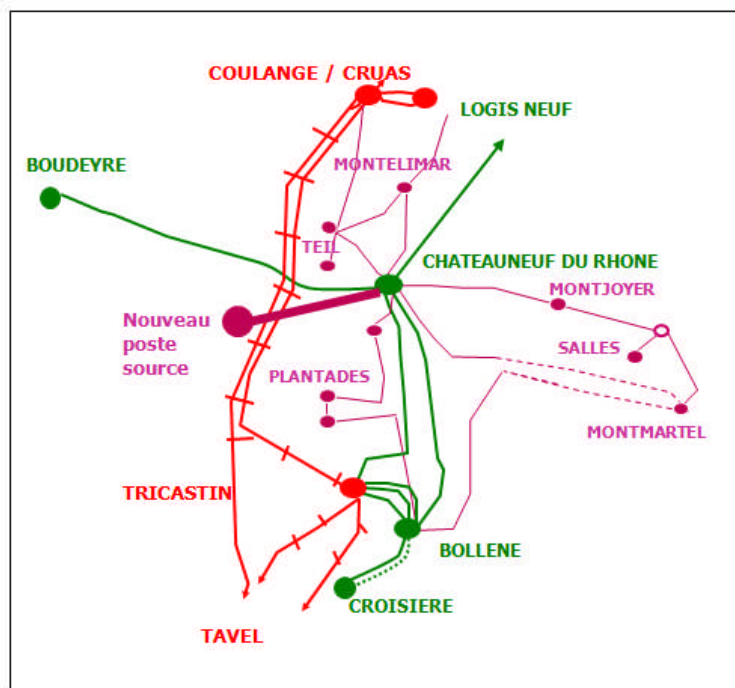 COULANGE / CRUAS
LOGIS NEUF
BOUDEYRE
MONTELIMAR
TEIL
CHATEAUNEUF DU RHONE
MONTJOYER
Nouveau
poste
source
SALLES
PLANTADES
MONTMARTEL
TRICASTIN
BOLLENE
CROISIERE
TAVEL